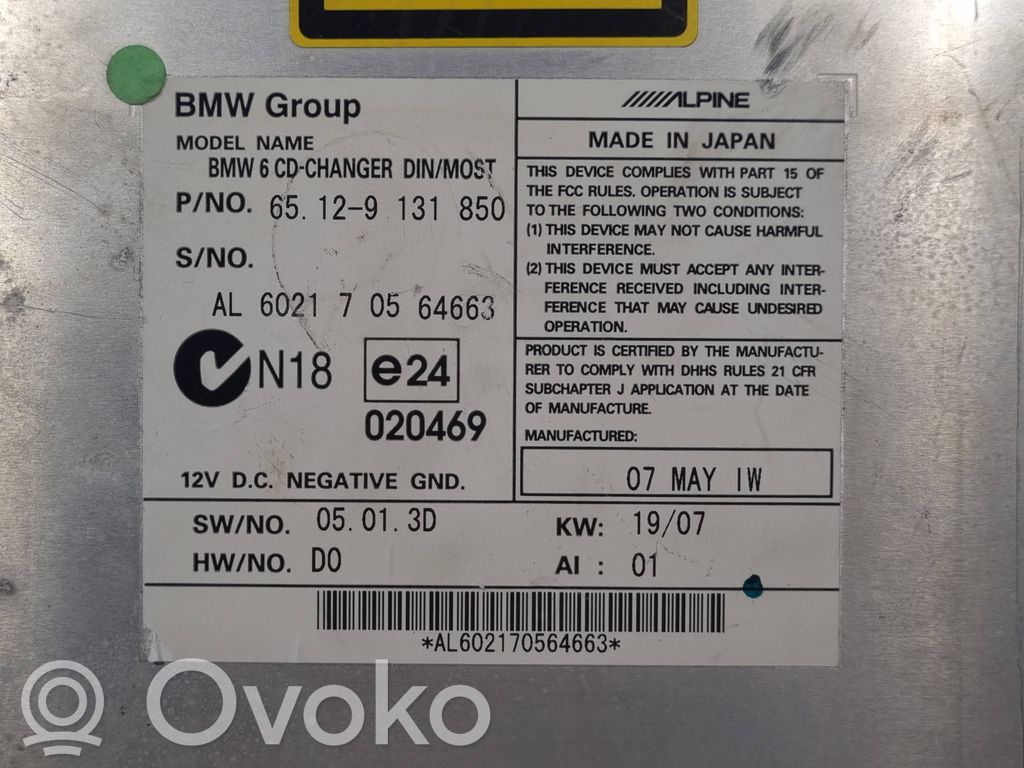 BMW Group
MODEL NAME
BMW 6 CD-CHANGER DIN/MOST
P/NO. 65.12-9 131 850
S/NO.
AL 6021 7 05 64663
N18
e24
020469
12V D.C. NEGATIVE GND.
ALPINE
MADE IN JAPAN
THIS DEVICE COMPLIES WITH PART 15 OF
THE FCC RULES. OPERATION IS SUBJECT
TO THE FOLLOWING TWO CONDITIONS:
(1) THIS DEVICE MAY NOT CAUSE HARMFUL
INTERFERENCE.
(2) THIS DEVICE MUST ACCEPT ANY INTER-
FERENCE RECEIVED INCLUDING INTER-
FERENCE THAT MAY CAUSE UNDESIRED
OPERATION.
PRODUCT IS CERTIFIED BY THE MANUFACTU-
RER TO COMPLY WITH DHHS RULES 21 CFR
SUBCHAPTER J APPLICATION AT THE DATE
OF MANUFACTURE.
MANUFACTURED:
07 MAY IW
SW/NO. 05.01.3D
KW: 19/07
HW/NO. D0
AI : 01
*AL602170564663*
Ovoko